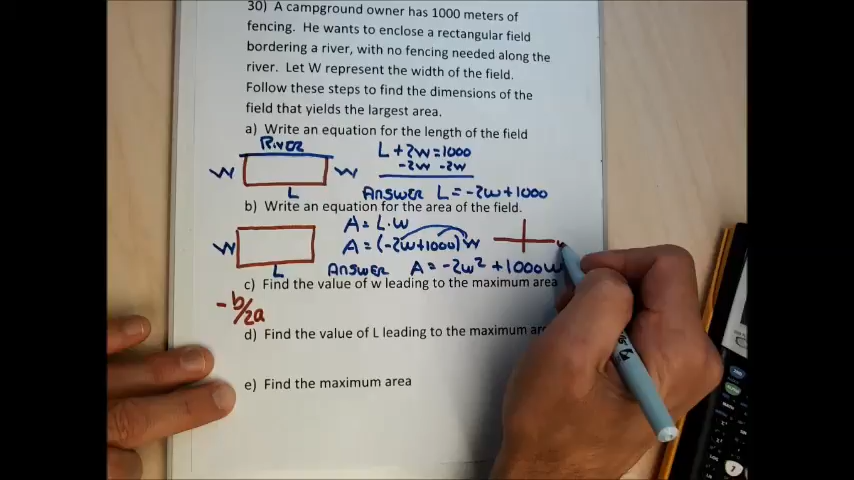 30) A campground owner has 1000 meters of
fencing. He wants to enclose a rectangular field
bordering a river, with no fencing needed along the
river. Let W represent the width of the field.
Follow these steps to find the dimensions of the
field that yields the largest area.
a) Write an equation for the length of the field
River
L + 2W = 1000
-2W -2W
W W
L
Answer L = -2W + 1000
b) Write an equation for the area of the field.
A = L·W
W
A = (-2W + 1000)W
L
Answer A = -2W² + 1000W
c) Find the value of w leading to the maximum area
-b/2a
d) Find the value of L leading to the maximum
e) Find the maximum area